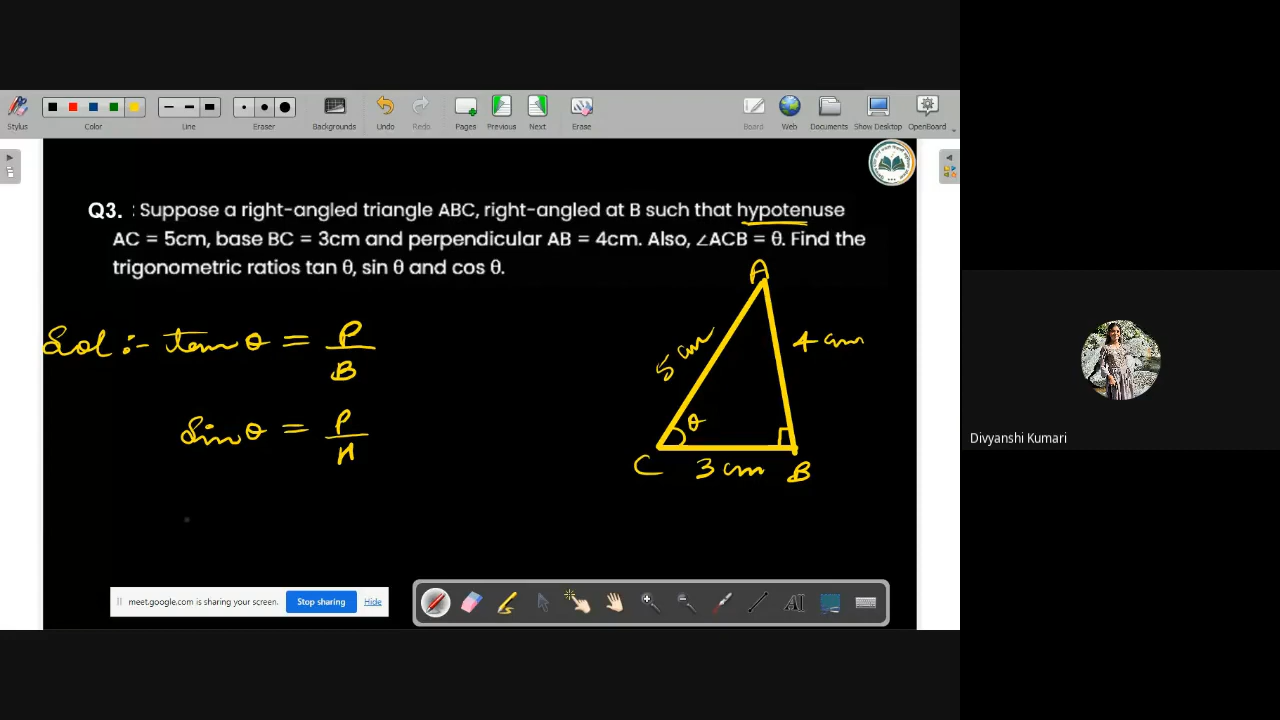 Stylus
Color
Line
Eraser
Backgrounds
Undo
Redo
Pages
Previous
Next
Erase
Board
Web
Documents
Show Desktop
OpenBoard
Q3. : Suppose a right-angled triangle ABC, right-angled at B such that hypotenuse
AC = 5cm, base BC = 3cm and perpendicular AB = 4cm. Also, ∠ACB = θ. Find the
trigonometric ratios tan θ, sin θ and cos θ.
A
Sol :- tan θ = P/B
5 cm
4 cm
sin θ = P/H
θ
C 3 cm B
Divyanshi Kumari
meet.google.com is sharing your screen. Stop sharing Hide
AI